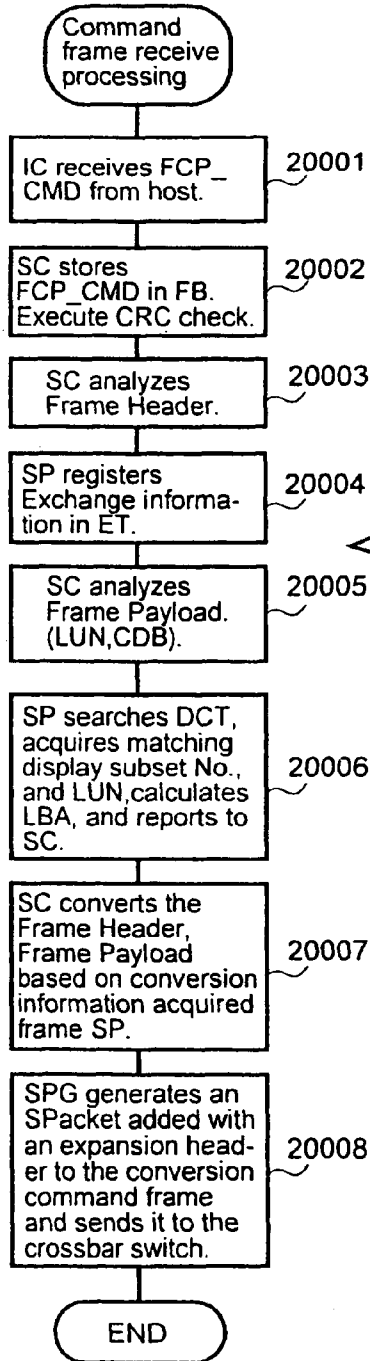 Command
frame receive
processing
IC receives FCP_
CMD from host.
20001
SC stores
FCP_CMD in FB.
Execute CRC check.
20002
SC analyzes
Frame Header.
20003
SP registers
Exchange informa-
tion in ET.
20004
SC analyzes
Frame Payload.
(LUN,CDB).
20005
SP searches DCT,
acquires matching
display subset No.,
and LUN,calculates
LBA, and reports to
SC.
20006
SC converts the
Frame Header,
Frame Payload
based on conversion
information acquired
frame SP.
20007
SPG generates an
SPacket added with
an expansion head-
er to the conversion
command frame
and sends it to the
crossbar switch.
20008
END